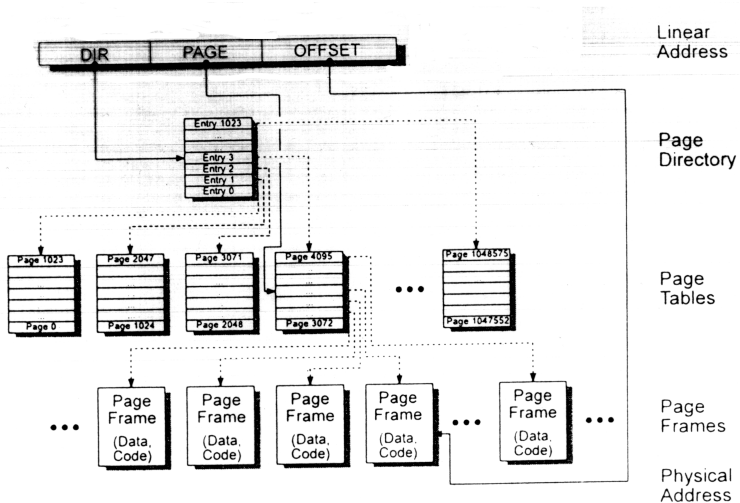 Linear
Address
DIR PAGE OFFSET
Page
Directory
Entry 1023
...
Entry 3
Entry 2
Entry 1
Entry 0
Page
Tables
Page 1023
...
Page 0
Page 2047
...
Page 1024
Page 3071
...
Page 2048
Page 4095
...
Page 3072
Page 1048575
...
Page 1047552
Page
Frames
Page
Frame
(Data,
Code)
Page
Frame
(Data,
Code)
Page
Frame
(Data,
Code)
Page
Frame
(Data,
Code)
Page
Frame
(Data,
Code)
Physical
Address